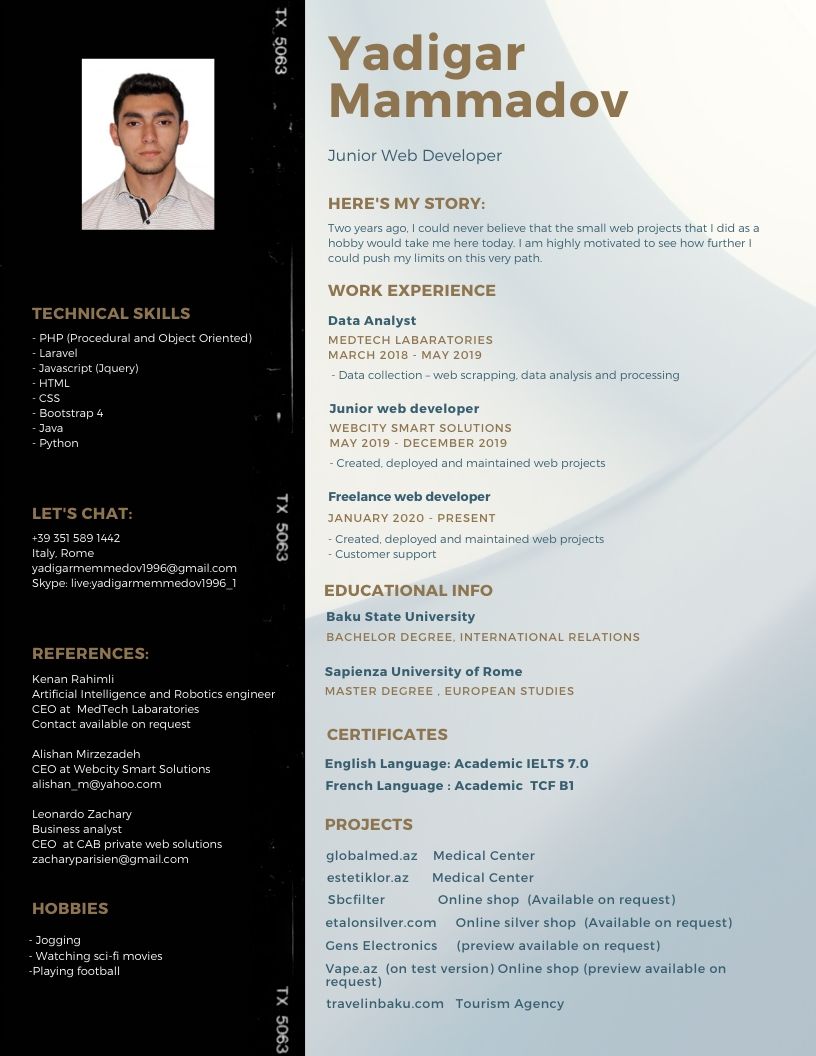 TX 5063
TECHNICAL SKILLS
- PHP (Procedural and Object Oriented)
- Laravel
- Javascript (Jquery)
- HTML
- CSS
- Bootstrap 4
- Java
- Python
LET'S CHAT:
+39 351 589 1442
Italy, Rome
yadigarmemmedov1996@gmail.com
Skype: live:yadigarmemmedov1996_1
TX 5063
REFERENCES:
Kenan Rahimli
Artificial Intelligence and Robotics engineer
CEO at  MedTech Labaratories
Contact available on request
Alishan Mirzezadeh
CEO at Webcity Smart Solutions
alishan_m@yahoo.com
Leonardo Zachary
Business analyst
CEO  at CAB private web solutions
zacharyparisien@gmail.com
HOBBIES
- Jogging
- Watching sci-fi movies
-Playing football
TX 5063
Yadigar
Mammadov
Junior Web Developer
HERE'S MY STORY:
Two years ago, I could never believe that the small web projects that I did as a
hobby would take me here today. I am highly motivated to see how further I
could push my limits on this very path.
WORK EXPERIENCE
Data Analyst
MEDTECH LABARATORIES
MARCH 2018 - MAY 2019
- Data collection – web scrapping, data analysis and processing
Junior web developer
WEBCITY SMART SOLUTIONS
MAY 2019 - DECEMBER 2019
- Created, deployed and maintained web projects
Freelance web developer
JANUARY 2020 - PRESENT
- Created, deployed and maintained web projects
- Customer support
EDUCATIONAL INFO
Baku State University
BACHELOR DEGREE, INTERNATIONAL RELATIONS
Sapienza University of Rome
MASTER DEGREE , EUROPEAN STUDIES
CERTIFICATES
English Language: Academic IELTS 7.0
French Language : Academic  TCF B1
PROJECTS
globalmed.az    Medical Center
estetiklor.az    Medical Center
Sbcfilter    Online shop  (Available on request)
etalonsilver.com    Online silver shop  (Available on request)
Gens Electronics    (preview available on request)
Vape.az  (on test version) Online shop (preview available on
request)
travelinbaku.com   Tourism Agency